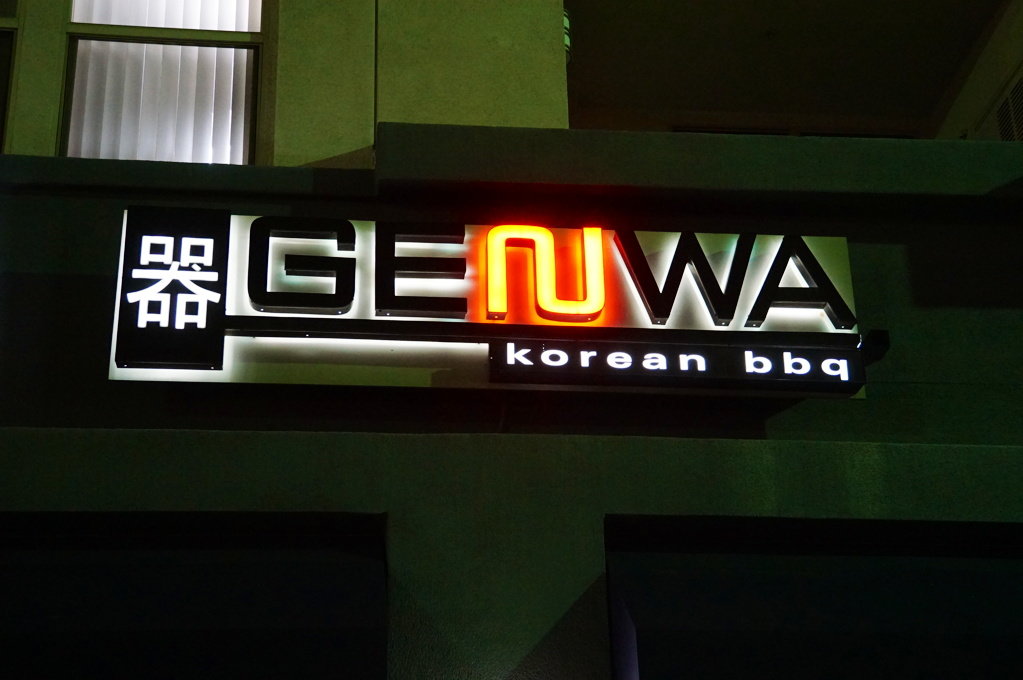 器 GENWA
korean bbq